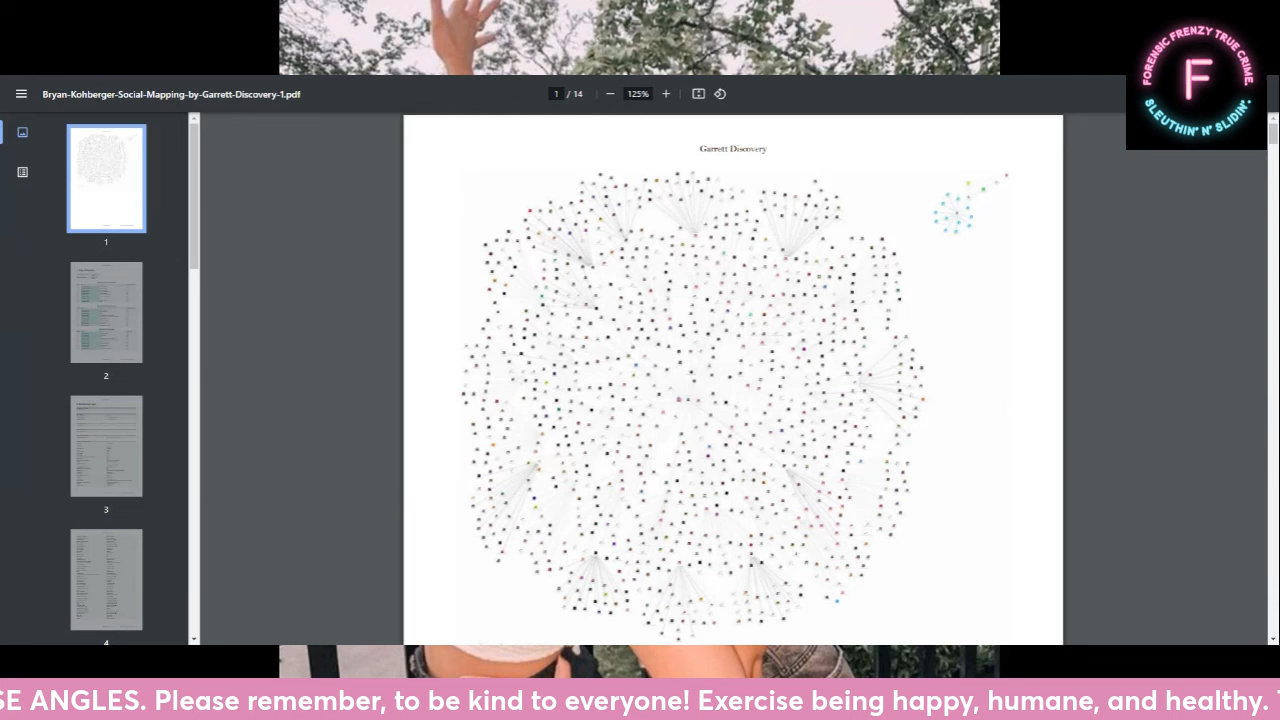 FORENSIC FRENZY TRUE CRIME.
F
SLEUTHIN' N' SLIDIN'.
Bryan-Kohberger-Social-Mapping-by-Garrett-Discovery-1.pdf
1 / 14
125%
Garrett Discovery
1
2
3
4
SE ANGLES. Please remember, to be kind to everyone! Exercise being happy, humane, and healthy.